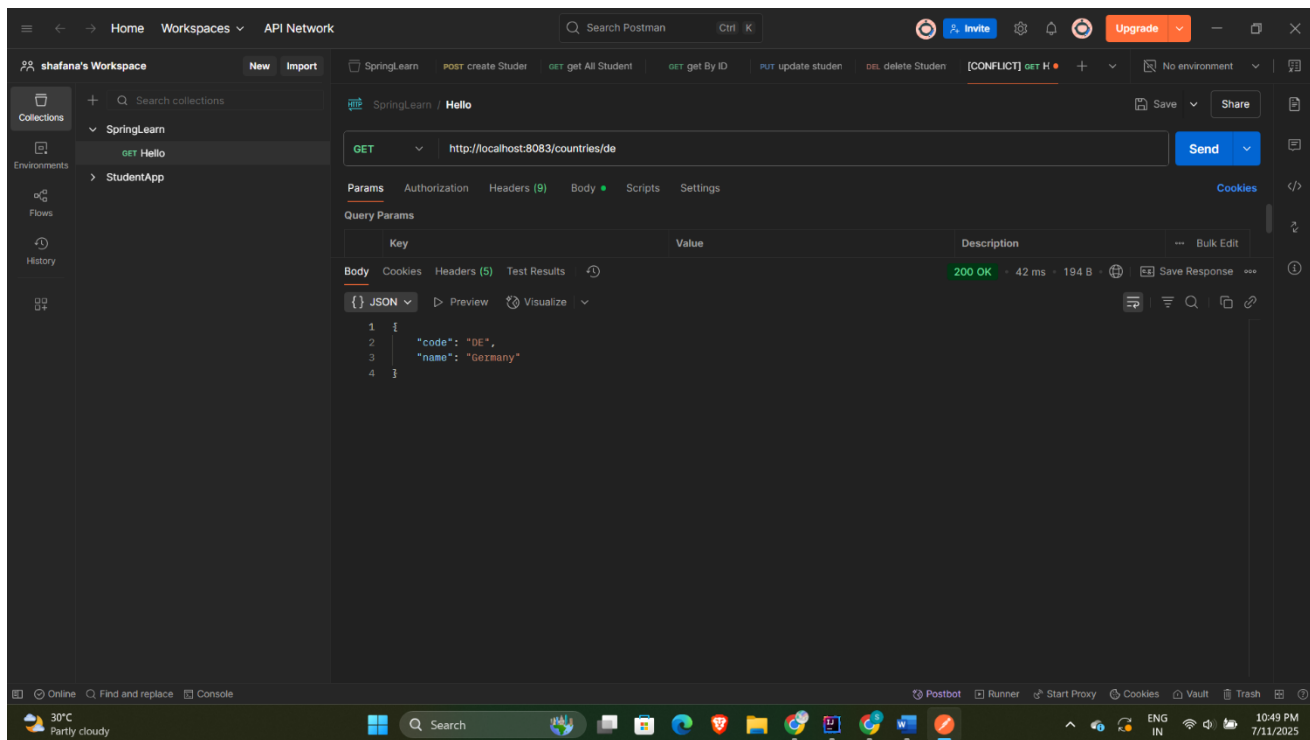 Home Workspaces API Network Search Postman Ctrl K Invite Upgrade
shafana's Workspace New Import SpringLearn POST create Studer GET get All Student GET get By ID PUT update studen DEL delete Studen [CONFLICT] GET H No environment
Collections
Environments
Flows
History
Search collections
SpringLearn
GET Hello
StudentApp
HTTP SpringLearn / Hello Save Share
GET http://localhost:8083/countries/de Send
Params Authorization Headers (9) Body Scripts Settings Cookies
Query Params
Key Value Description Bulk Edit
Body Cookies Headers (5) Test Results 200 OK 42 ms 194 B Save Response
{} JSON Preview Visualize
1 {
2 "code": "DE",
3 "name": "Germany"
4 }
Online Find and replace Console Postbot Runner Start Proxy Cookies Vault Trash
30°C
Partly cloudy
Search
ENG
IN
10:49 PM
7/11/2025